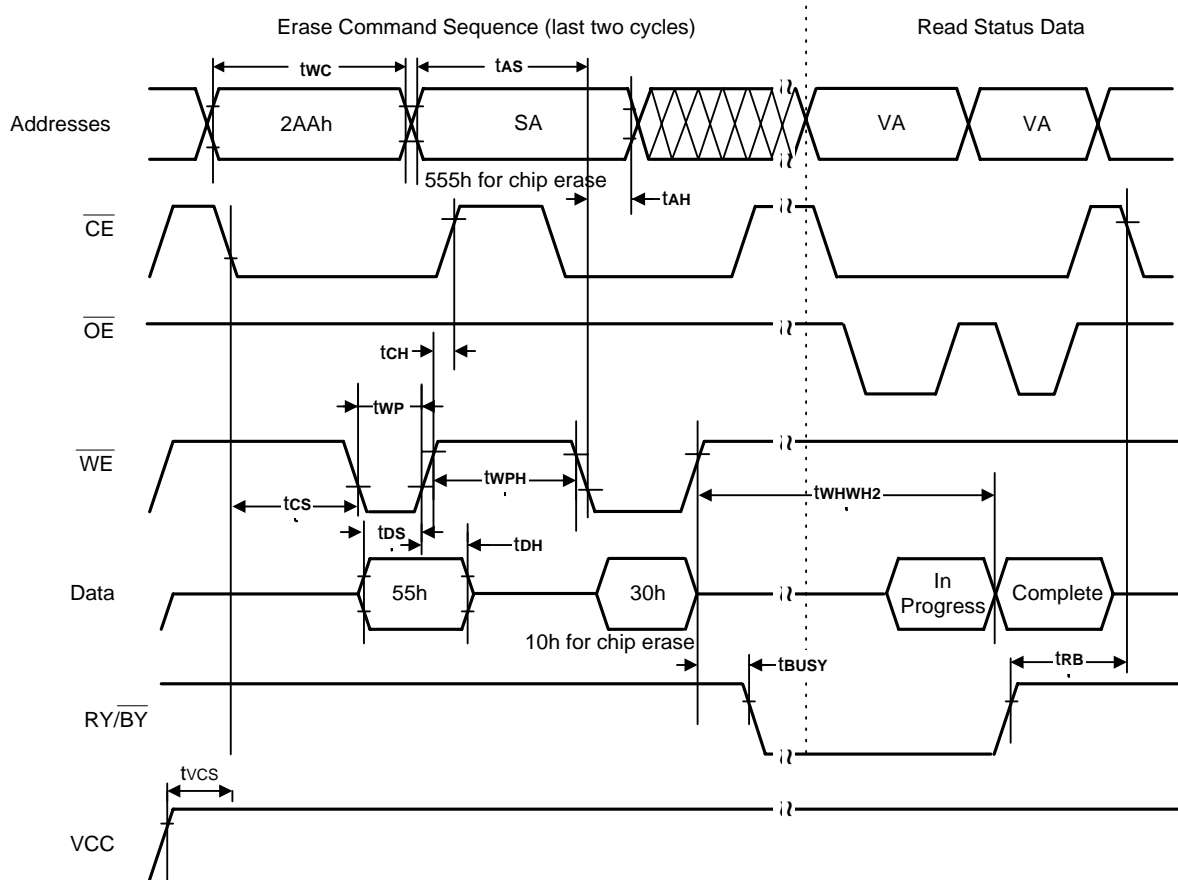 Erase Command Sequence (last two cycles)
Read Status Data
tWC
tAS
Addresses
2AAh
SA
VA
VA
555h for chip erase
tAH
CE
OE
tCH
tWP
WE
tWPH
tCS
tWHWH2
tDS
tDH
Data
55h
30h
In
Progress
Complete
10h for chip erase
tBUSY
tRB
RY/BY
tVCS
VCC